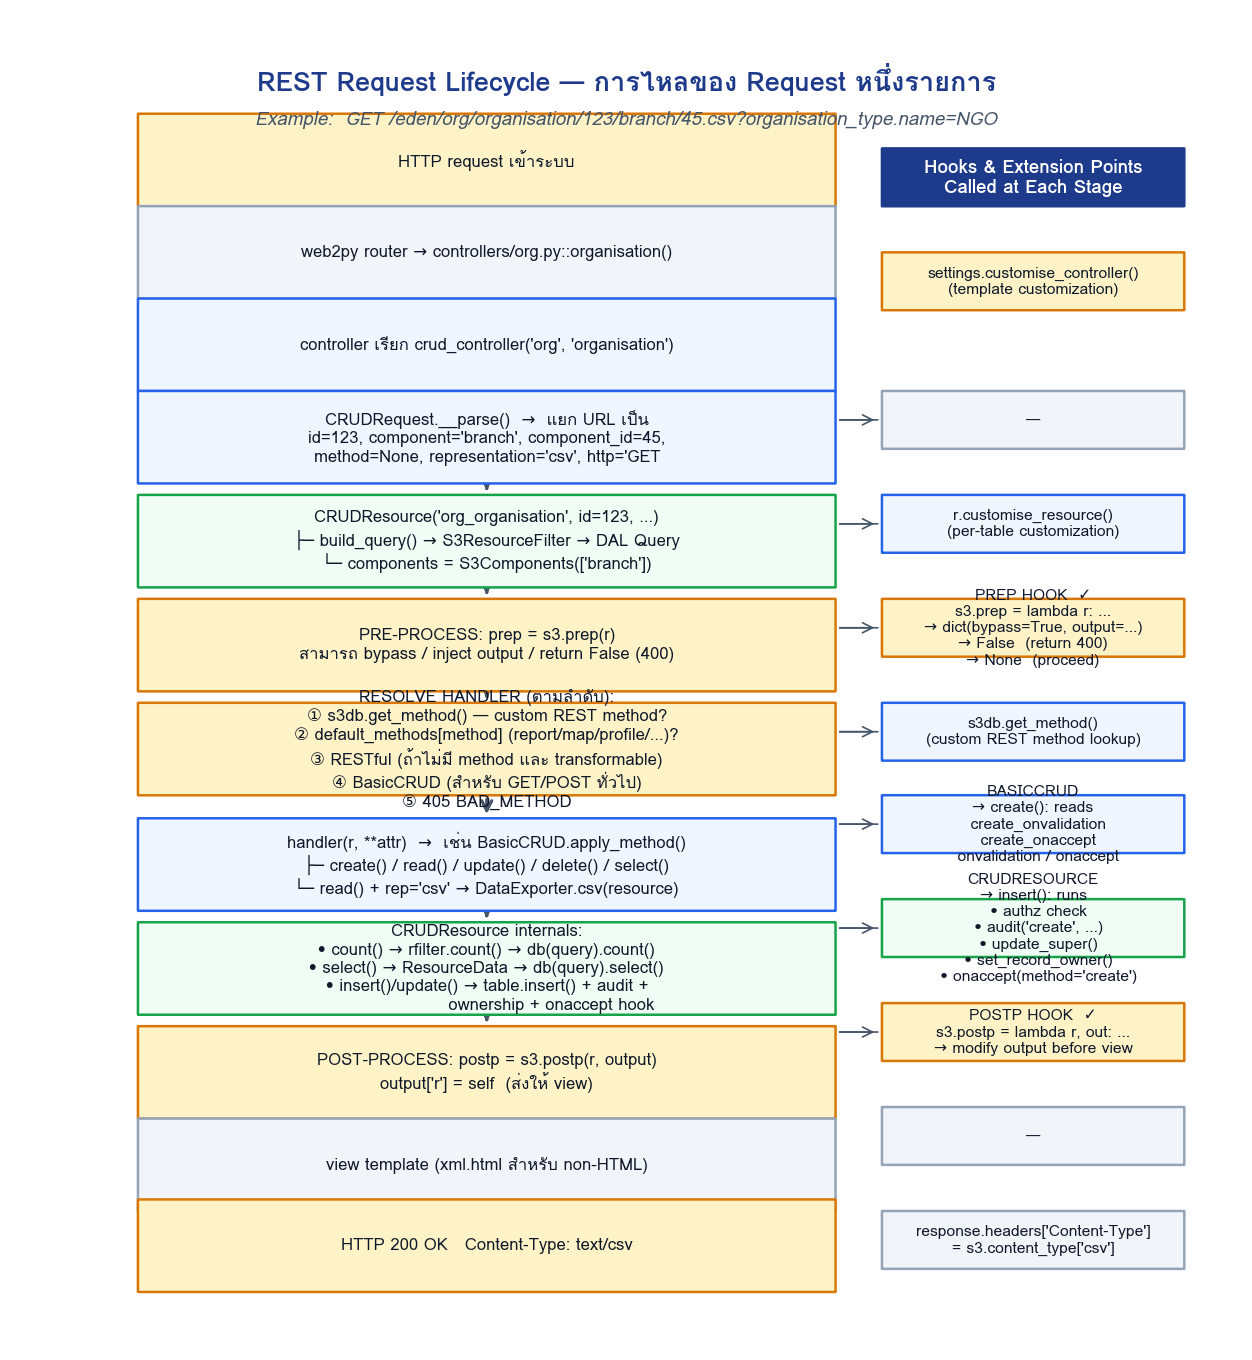 REST Request Lifecycle — การไหลของ Request หนึ่งรายการ
Example:  GET /eden/org/organisation/123/branch/45.csv?organisation_type.name=NGO
HTTP request เข้าระบบ
Hooks & Extension Points
Called at Each Stage
web2py router → controllers/org.py::organisation()
settings.customise_controller()
(template customization)
controller เรียก crud_controller('org', 'organisation')
CRUDRequest.__parse()  →  แยก URL เป็น
id=123, component='branch', component_id=45,
method=None, representation='csv', http='GET
—
CRUDResource('org_organisation', id=123, ...)
├─ build_query() → S3ResourceFilter → DAL Query
└─ components = S3Components(['branch'])
r.customise_resource()
(per-table customization)
PRE-PROCESS: prep = s3.prep(r)
สามารถ bypass / inject output / return False (400)
PREP HOOK  ✓
s3.prep = lambda r: ...
→ dict(bypass=True, output=...)
→ False  (return 400)
→ None  (proceed)
RESOLVE HANDLER (ตามลำดับ):
① s3db.get_method() — custom REST method?
② default_methods[method] (report/map/profile/...)?
③ RESTful (ถ้าไม่มี method และ transformable)
④ BasicCRUD (สำหรับ GET/POST ทั่วไป)
⑤ 405 BAD_METHOD
s3db.get_method()
(custom REST method lookup)
handler(r, **attr)  →  เช่น BasicCRUD.apply_method()
├─ create() / read() / update() / delete() / select()
└─ read() + rep='csv' → DataExporter.csv(resource)
BASICCRUD
→ create(): reads
create_onvalidation
create_onaccept
onvalidation / onaccept
CRUDResource internals:
• count() → rfilter.count() → db(query).count()
• select() → ResourceData → db(query).select()
• insert()/update() → table.insert() + audit +
ownership + onaccept hook
CRUDRESOURCE
→ insert(): runs
• authz check
• audit('create', ...)
• update_super()
• set_record_owner()
• onaccept(method='create')
POST-PROCESS: postp = s3.postp(r, output)
output['r'] = self  (ส่งให้ view)
POSTP HOOK  ✓
s3.postp = lambda r, out: ...
→ modify output before view
view template (xml.html สำหรับ non-HTML)
—
HTTP 200 OK    Content-Type: text/csv
response.headers['Content-Type']
= s3.content_type['csv']